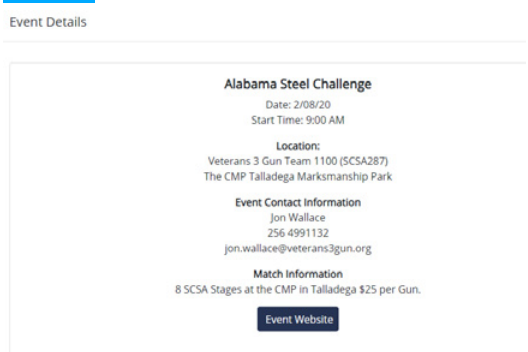 Event Details
Alabama Steel Challenge
Date: 2/08/20
Start Time: 9:00 AM
Location:
Veterans 3 Gun Team 1100 (SCSA287)
The CMP Talladega Marksmanship Park
Event Contact Information
Jon Wallace
256 4991132
jon.wallace@veterans3gun.org
Match Information
8 SCSA Stages at the CMP in Talladega $25 per Gun.
Event Website